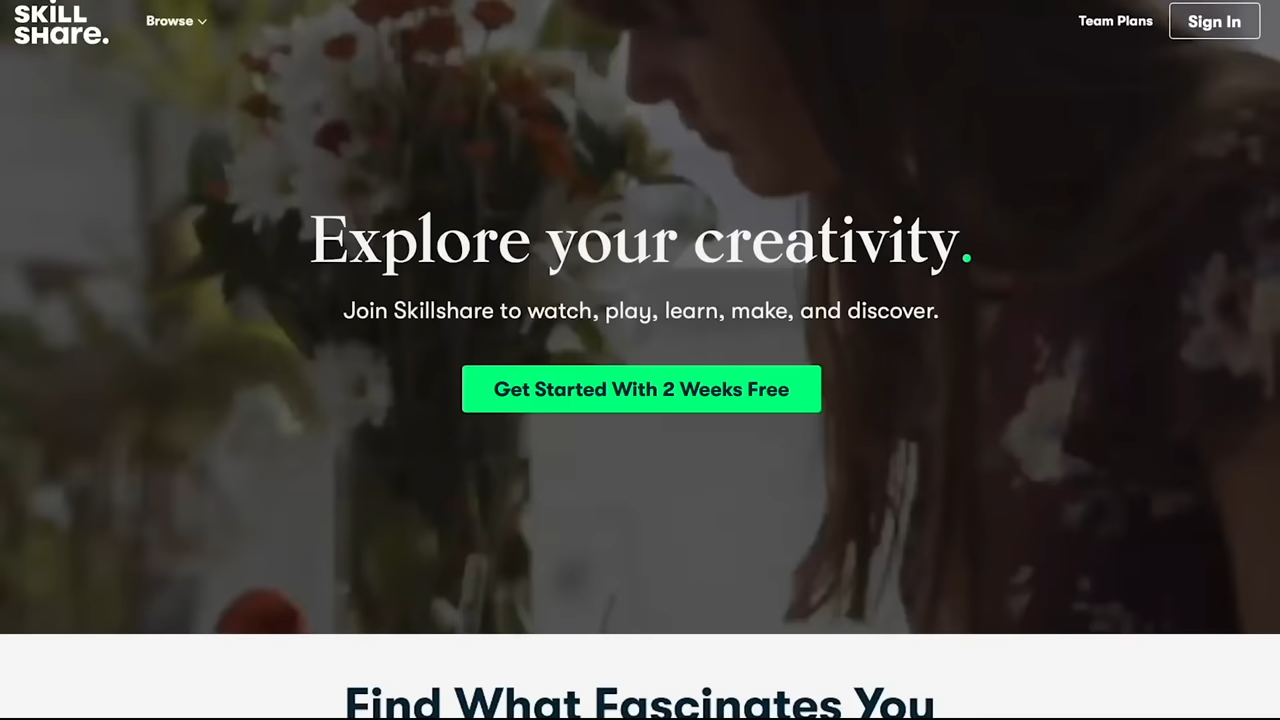 SKiLL
SHare.
Browse
Team Plans
Sign In
Explore your creativity.
Join Skillshare to watch, play, learn, make, and discover.
Get Started With 2 Weeks Free
Find What Fascinates You